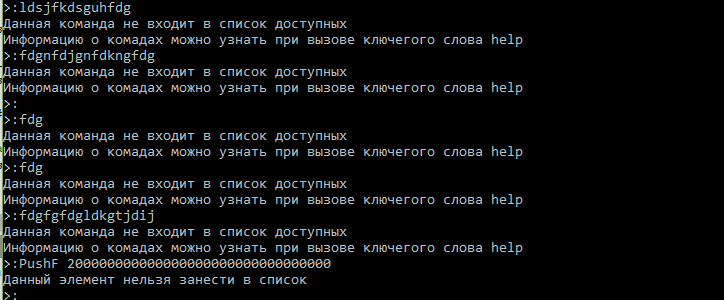 >:ldsjfkdsguhfdg
Данная команда не входит в список доступных
Информацию о комадах можно узнать при вызове ключегого слова help
>:fdgnfdjgnfdkngfdg
Данная команда не входит в список доступных
Информацию о комадах можно узнать при вызове ключегого слова help
>:
>:fdg
Данная команда не входит в список доступных
Информацию о комадах можно узнать при вызове ключегого слова help
>:fdg
Данная команда не входит в список доступных
Информацию о комадах можно узнать при вызове ключегого слова help
>:fdgfgfdgldkgtjdij
Данная команда не входит в список доступных
Информацию о комадах можно узнать при вызове ключегого слова help
>:PushF 20000000000000000000000000000000000
Данный элемент нельзя занести в список
>: